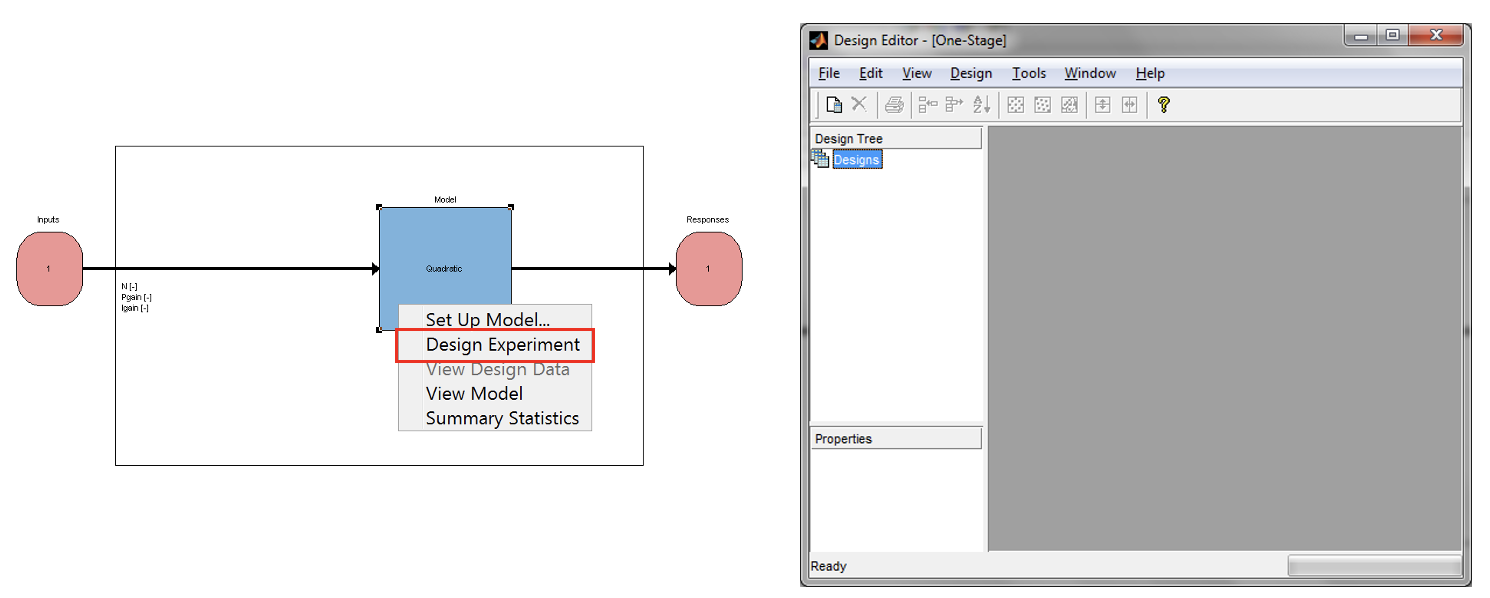 Model
Inputs
Responses
1
Quadratic
1
N [-]
Pgain [-]
Igain [-]
Set Up Model...
Design Experiment
View Design Data
View Model
Summary Statistics
Design Editor - [One-Stage]
File Edit View Design Tools Window Help
Design Tree
Designs
Properties
Ready